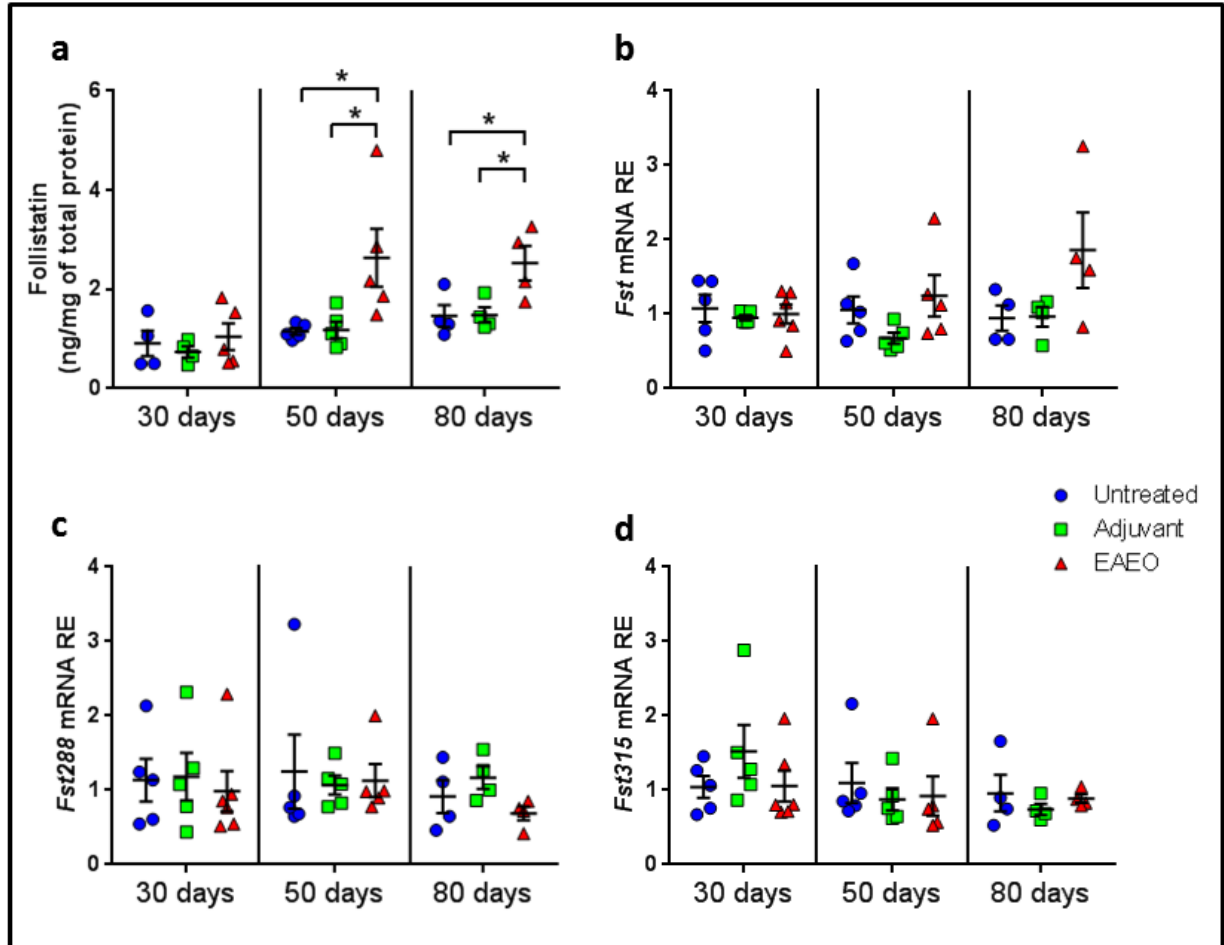 a
6
4
2
0
Follistatin
(ng/mg of total protein)
* * * *
30 days 50 days 80 days
b
4
3
2
1
0
Fst mRNA RE
30 days 50 days 80 days
Untreated
Adjuvant
EAEO
c
4
3
2
1
0
Fst288 mRNA RE
30 days 50 days 80 days
d
4
3
2
1
0
Fst315 mRNA RE
30 days 50 days 80 days